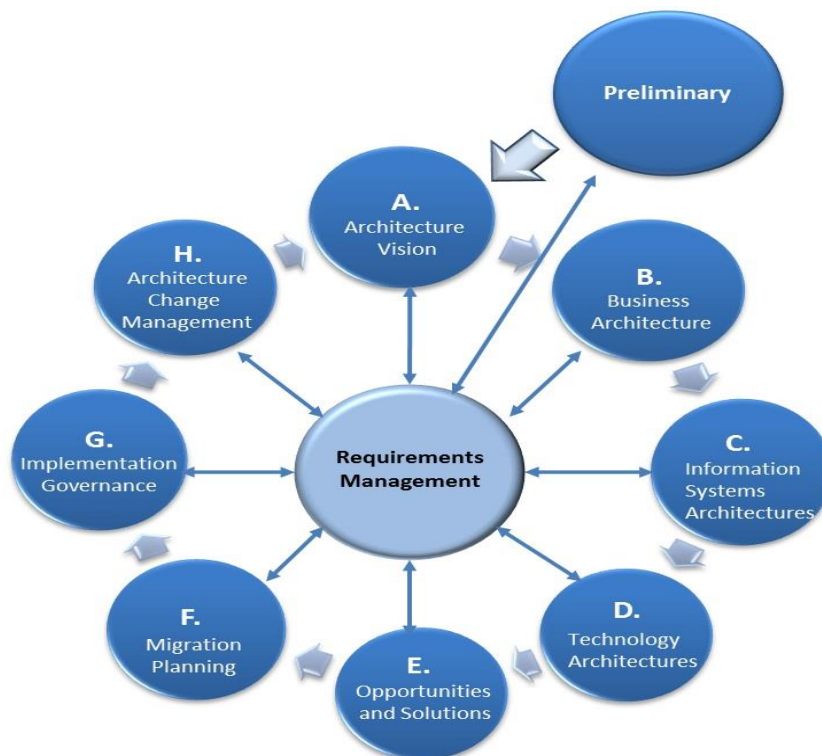 Preliminary
A.
Architecture
Vision
B.
Business
Architecture
C.
Information
Systems
Architectures
D.
Technology
Architectures
E.
Opportunities
and Solutions
F.
Migration
Planning
G.
Implementation
Governance
H.
Architecture
Change
Management
Requirements
Management